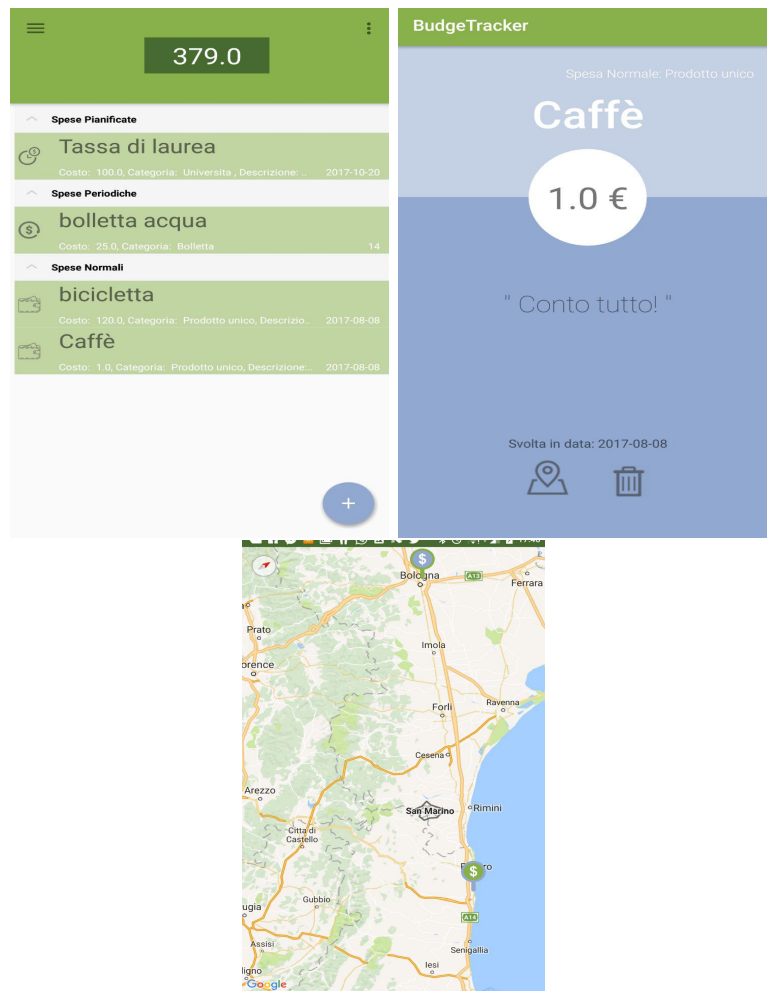 379.0
Spese Pianificate
Tassa di laurea
Costo: 100.0, Categoria: Universita , Descrizione: .. 2017-10-20
Spese Periodiche
bolletta acqua
Costo: 25.0, Categoria: Bolletta 14
Spese Normali
bicicletta
Costo: 120.0, Categoria: Prodotto unico, Descrizio.. 2017-08-08
Caffè
Costo: 1.0, Categoria: Prodotto unico, Descrizione... 2017-08-08
+
BudgeTracker
Spesa Normale: Prodotto unico
Caffè
1.0 €
" Conto tutto! "
Svolta in data: 2017-08-08
$
Bologna
A13
Ferrara
Prato
Imola
orence
Ravenna
Forlì
Cesena
Arezzo
San Marino
Rimini
Città di
Castello
$
Gubbio
ugia
A14
Assisi
Senigallia
Iesi
ligno
Google